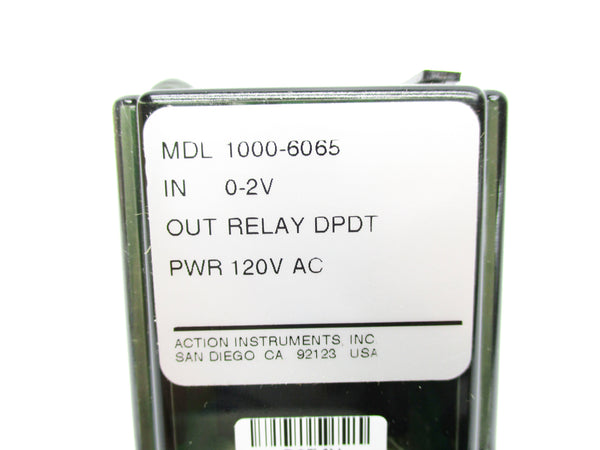 MDL 1000-6065
IN 0-2V
OUT RELAY DPDT
PWR 120V AC
ACTION INSTRUMENTS, INC
SAN DIEGO CA 92123 USA